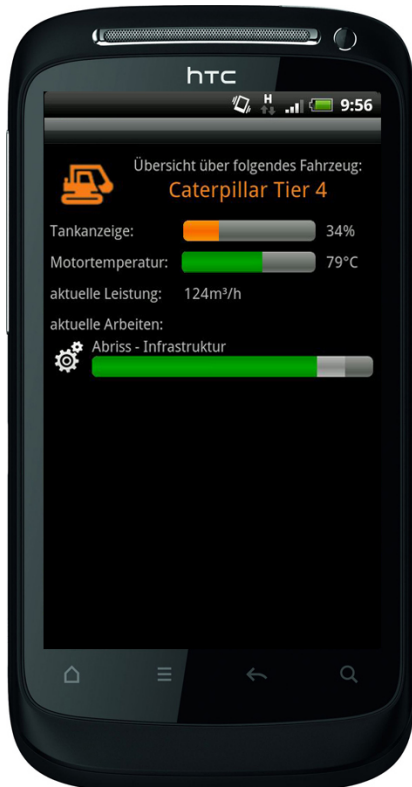 htc
H
9:56
Übersicht über folgendes Fahrzeug:
Caterpillar Tier 4
Tankanzeige: 34%
Motortemperatur: 79°C
aktuelle Leistung: 124m³/h
aktuelle Arbeiten:
Abriss - Infrastruktur